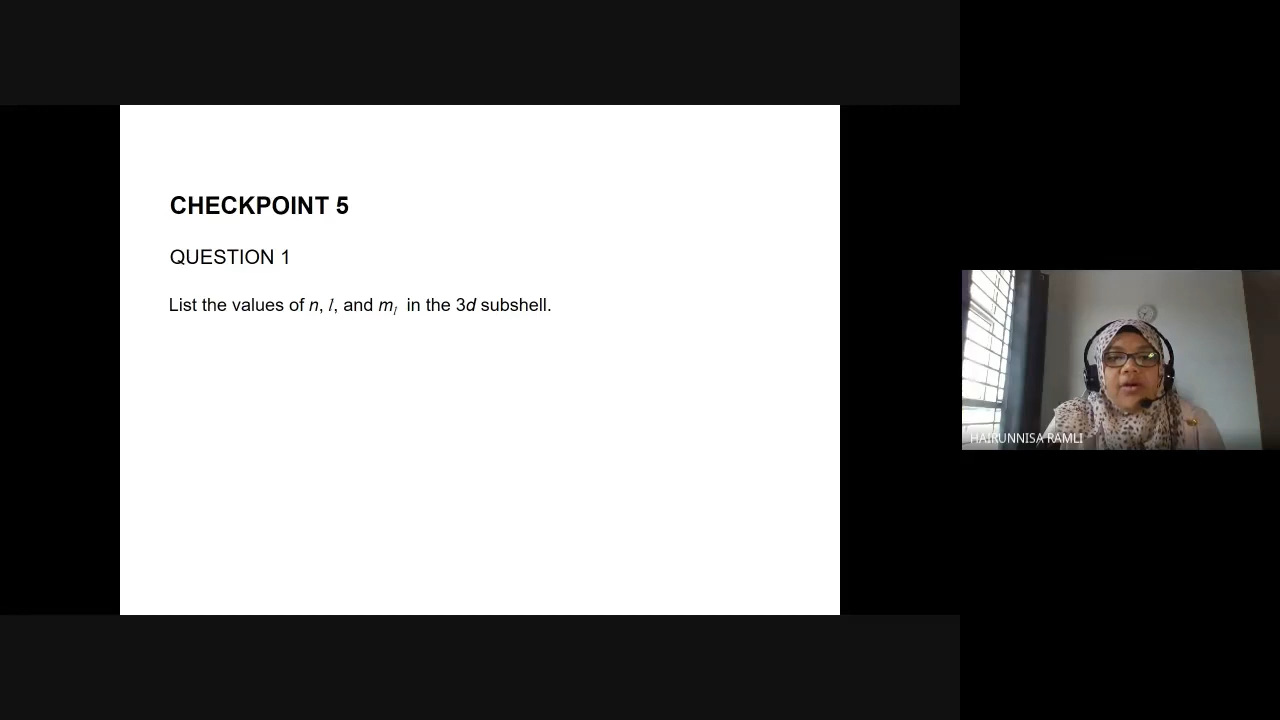 CHECKPOINT 5
QUESTION 1
List the values of n, l, and mₗ in the 3d subshell.
HAIRUNNISA RAMLI